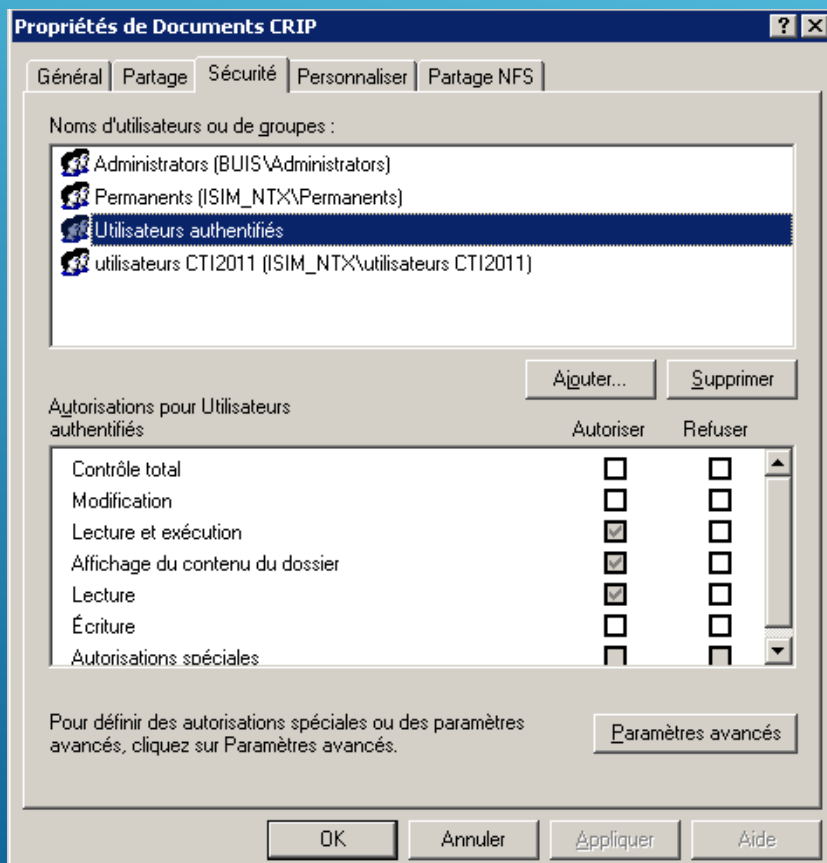 Propriétés de Documents CRIP
Général Partage Sécurité Personnaliser Partage NFS
Noms d'utilisateurs ou de groupes :
Administrators (BUIS\Administrators)
Permanents (ISIM_NTX\Permanents)
Utilisateurs authentifiés
utilisateurs CTI2011 (ISIM_NTX\utilisateurs CTI2011)
Ajouter... Supprimer
Autorisations pour Utilisateurs
authentifiés Autoriser Refuser
Contrôle total
Modification
Lecture et exécution
Affichage du contenu du dossier
Lecture
Écriture
Autorisations spéciales
Pour définir des autorisations spéciales ou des paramètres
avancés, cliquez sur Paramètres avancés.
Paramètres avancés
OK Annuler Appliquer Aide